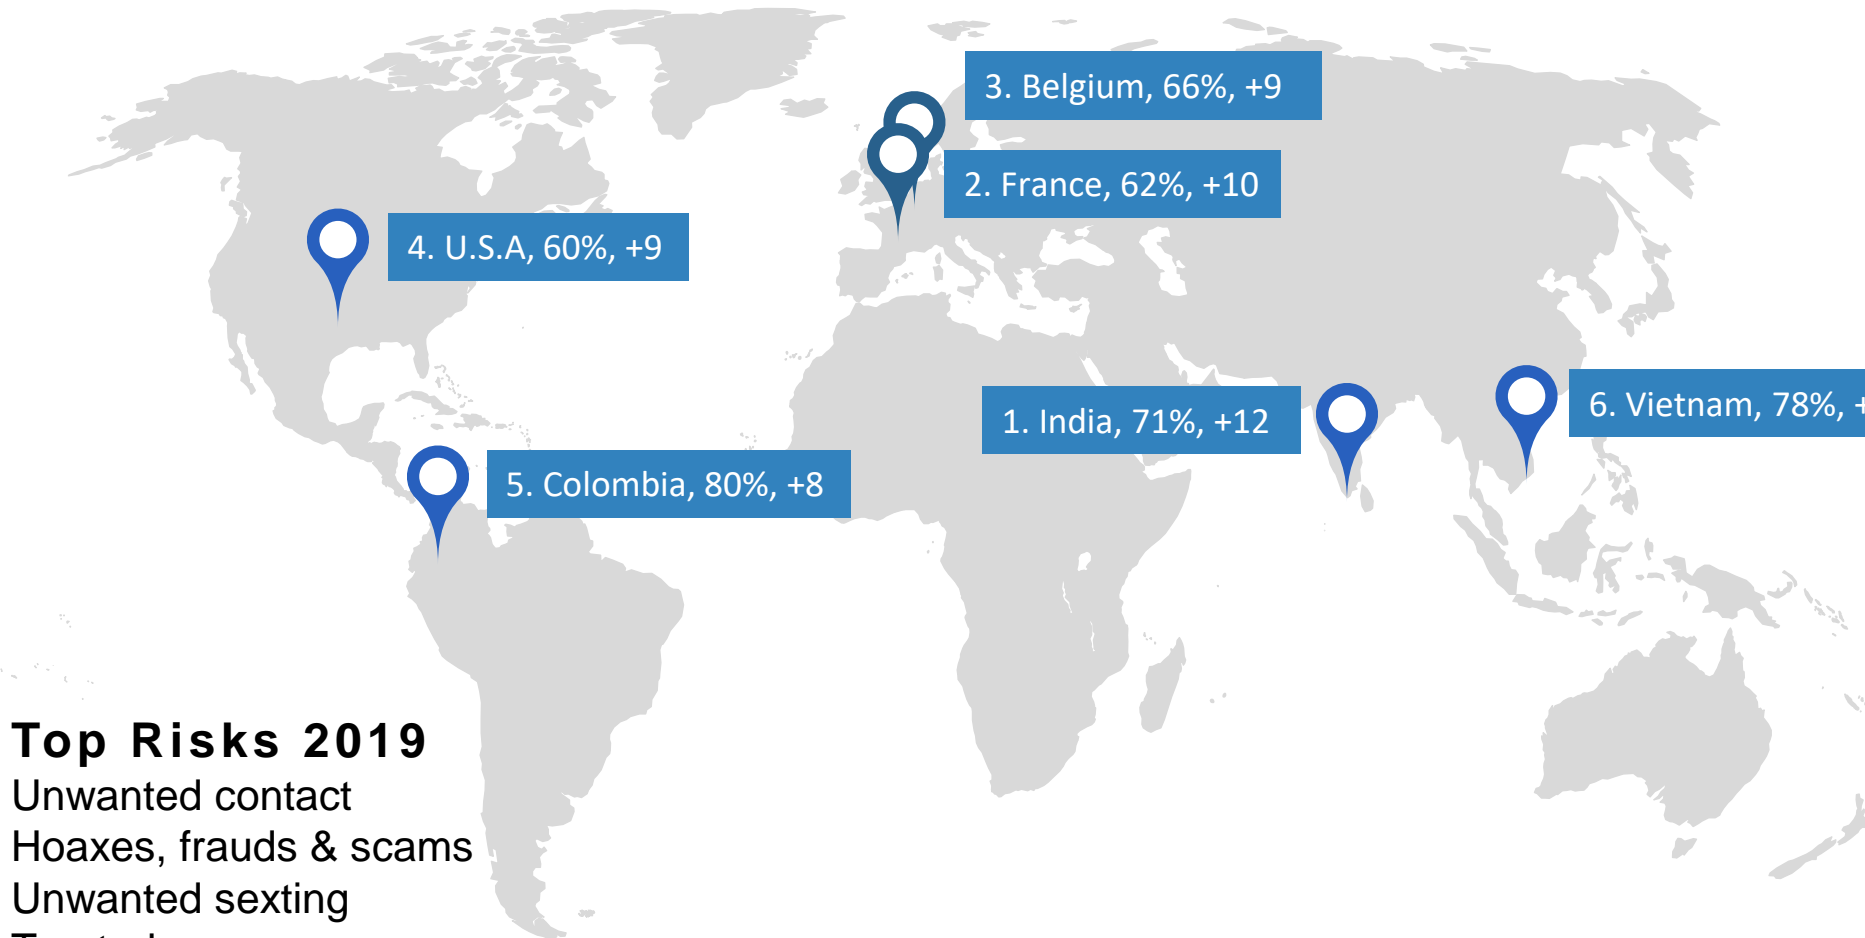 3. Belgium, 66%, +9
2. France, 62%, +10
4. U.S.A, 60%, +9
1. India, 71%, +12
6. Vietnam, 78%, +
5. Colombia, 80%, +8
Top Risks 2019
Unwanted contact
Hoaxes, frauds & scams
Unwanted sexting